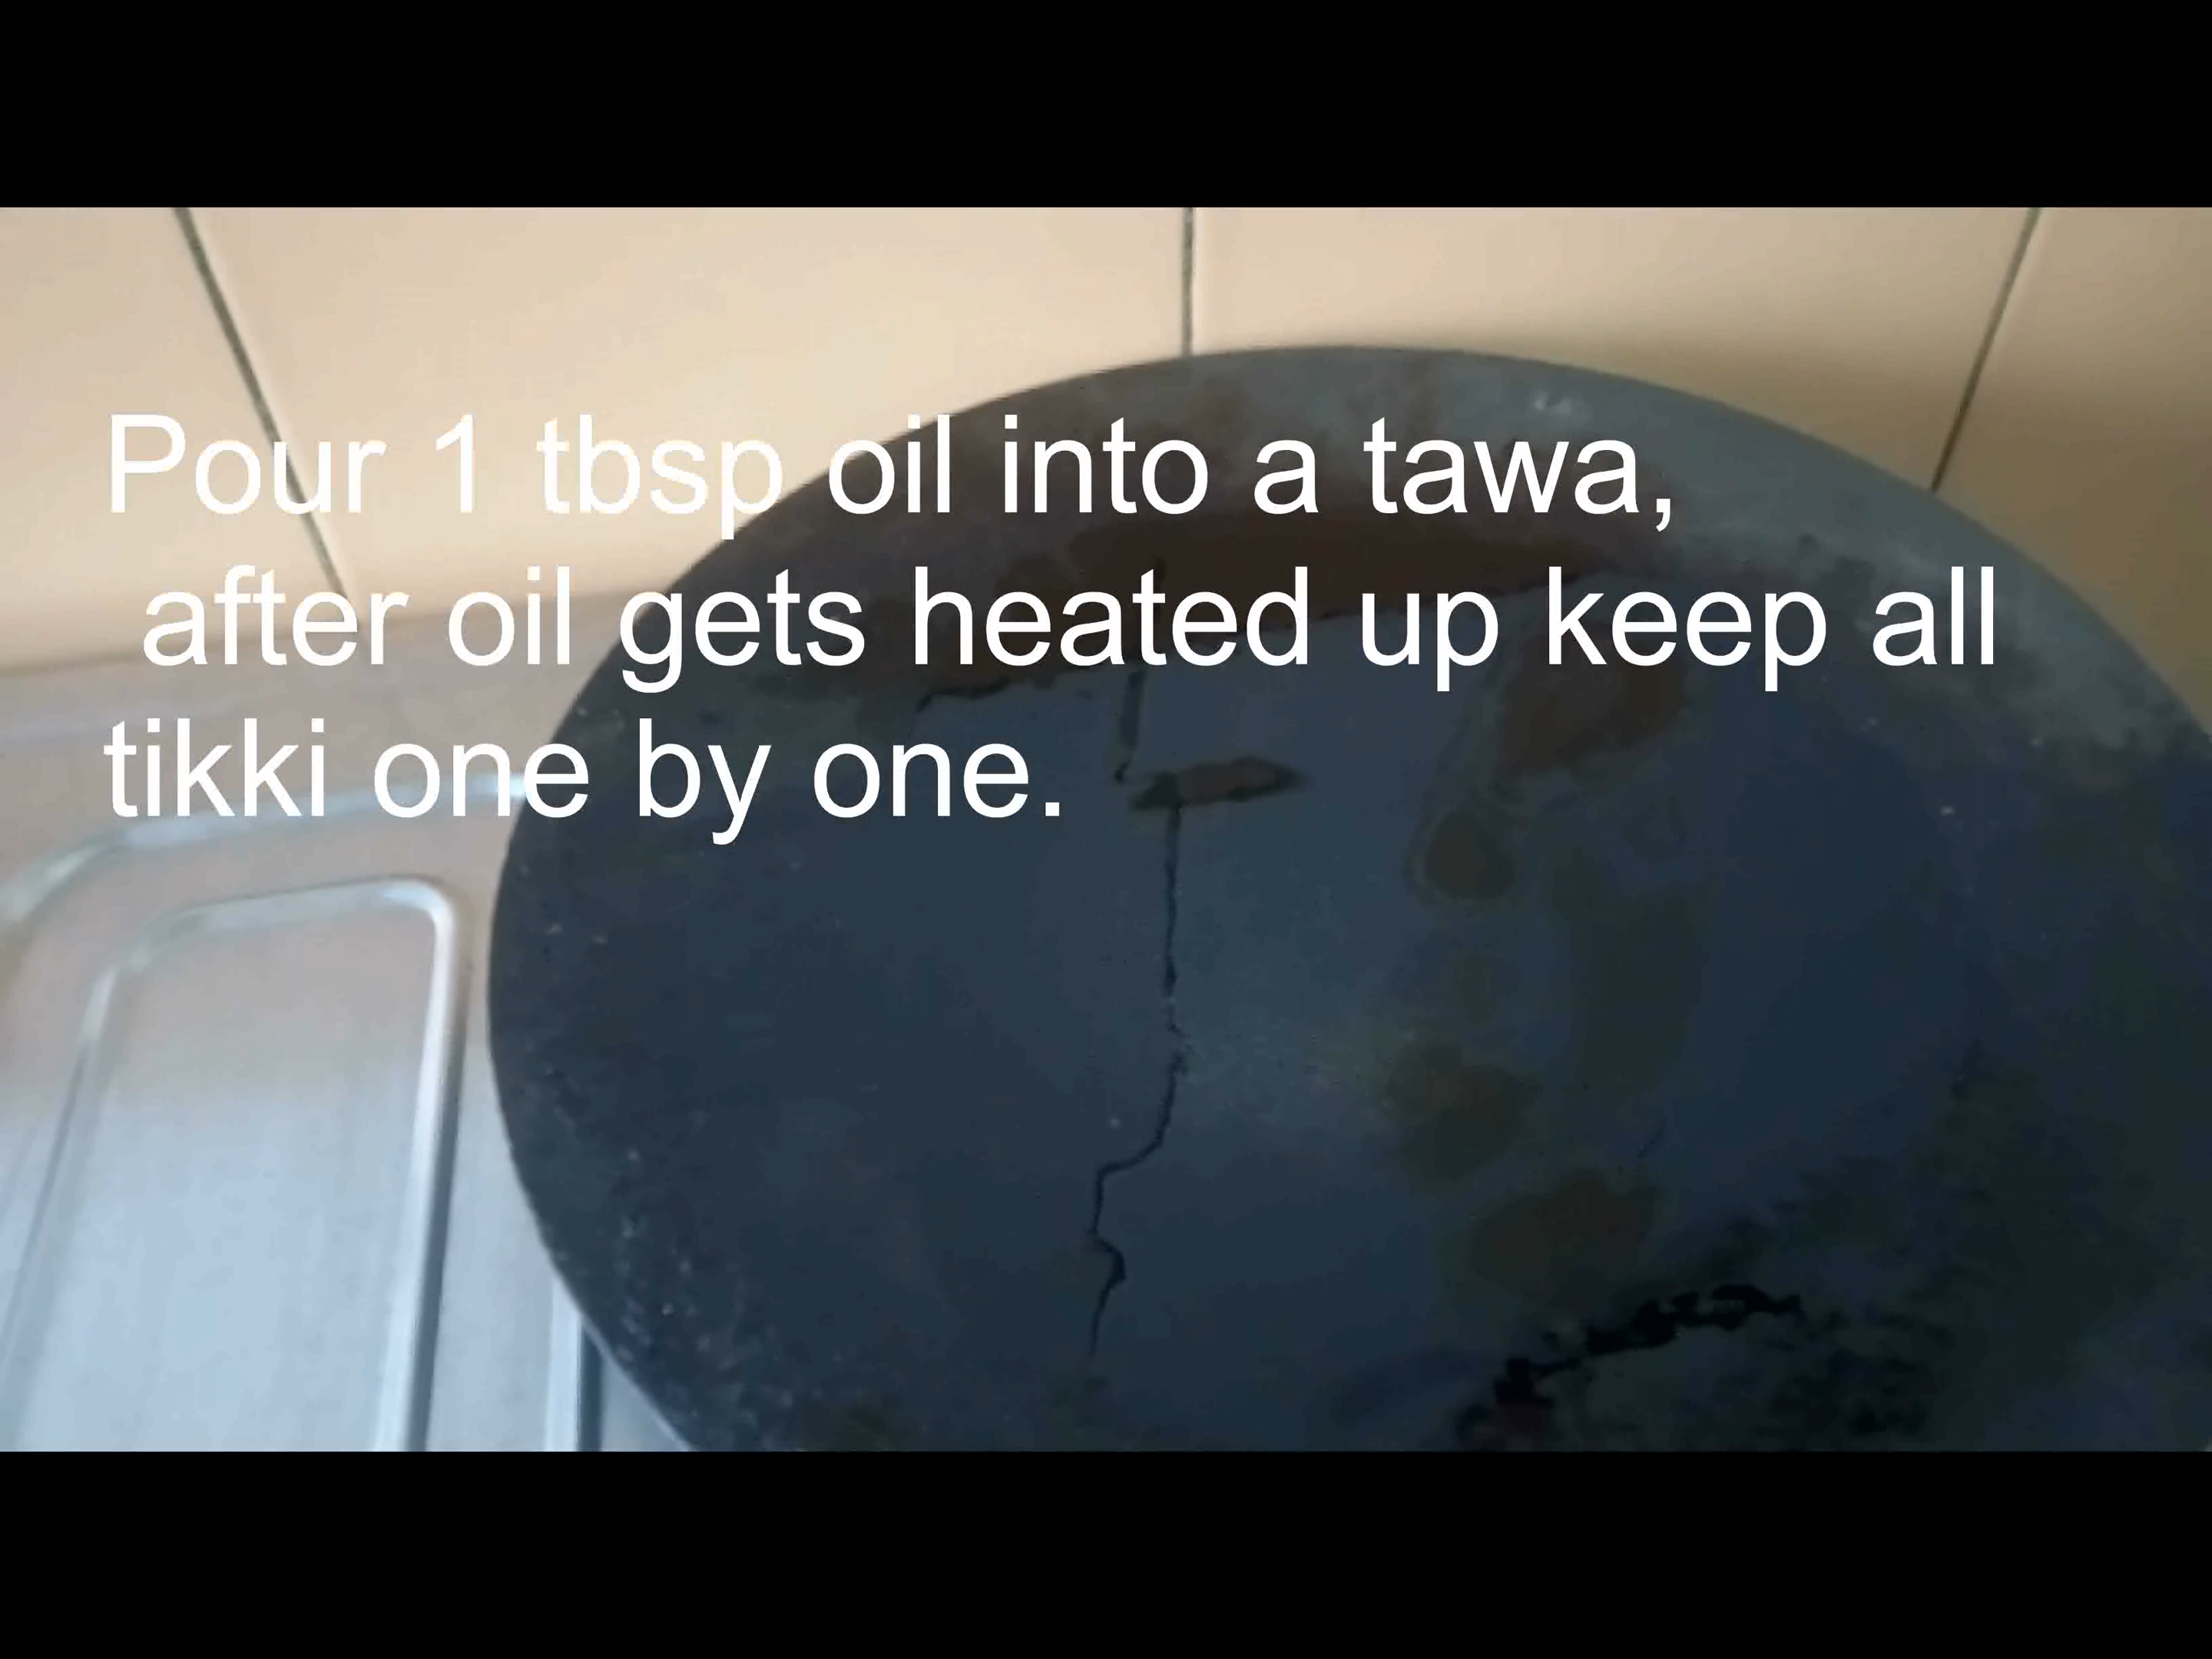 Pour 1 tbsp oil into a tawa,
after oil gets heated up keep all
tikki one by one.